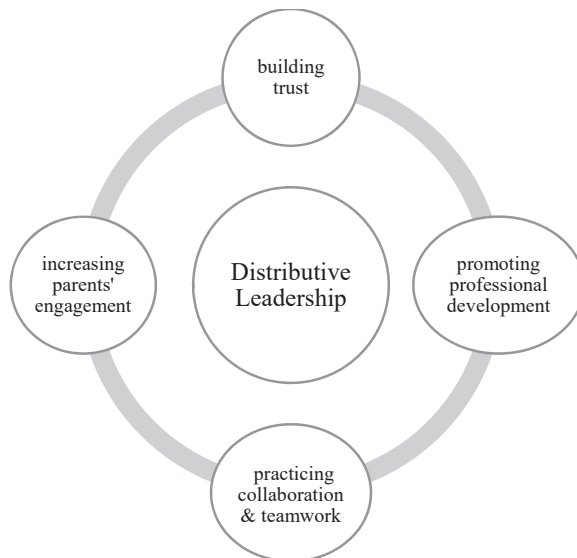 building
trust
increasing
parents'
engagement
Distributive
Leadership
promoting
professional
development
practicing
collaboration
& teamwork